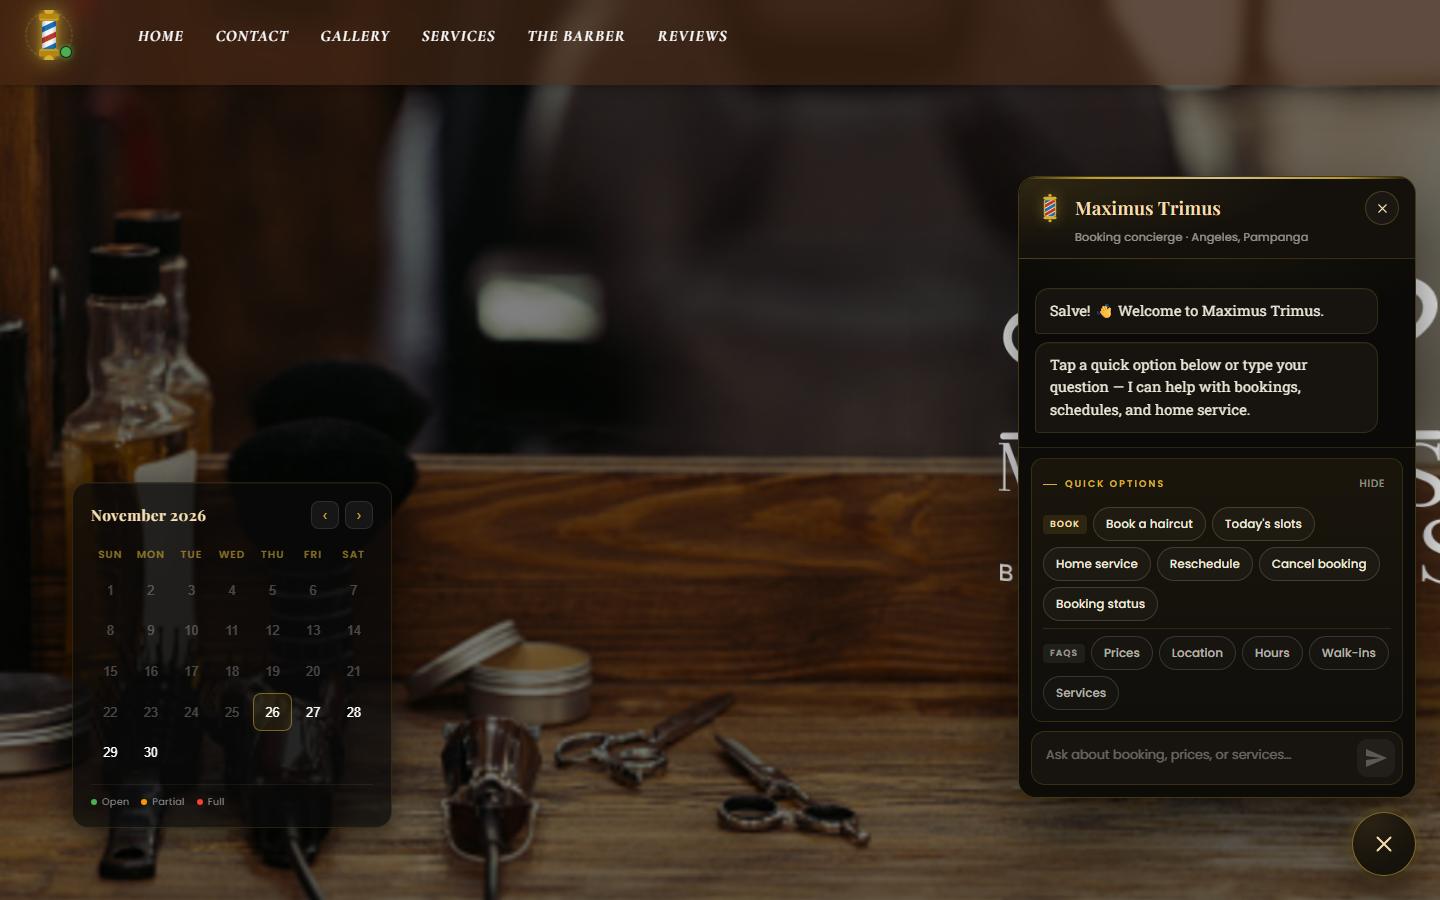 HOME CONTACT GALLERY SERVICES THE BARBER REVIEWS
Maximus Trimus
Booking concierge · Angeles, Pampanga
Salve! 👋 Welcome to Maximus Trimus.
Tap a quick option below or type your
question — I can help with bookings,
schedules, and home service.
QUICK OPTIONS HIDE
BOOK Book a haircut Today's slots
Home service Reschedule Cancel booking
Booking status
FAQS Prices Location Hours Walk-ins
Services
Ask about booking, prices, or services...
November 2026 ‹ ›
SUN MON TUE WED THU FRI SAT
1 2 3 4 5 6 7
8 9 10 11 12 13 14
15 16 17 18 19 20 21
22 23 24 25 26 27 28
29 30
Open Partial Full